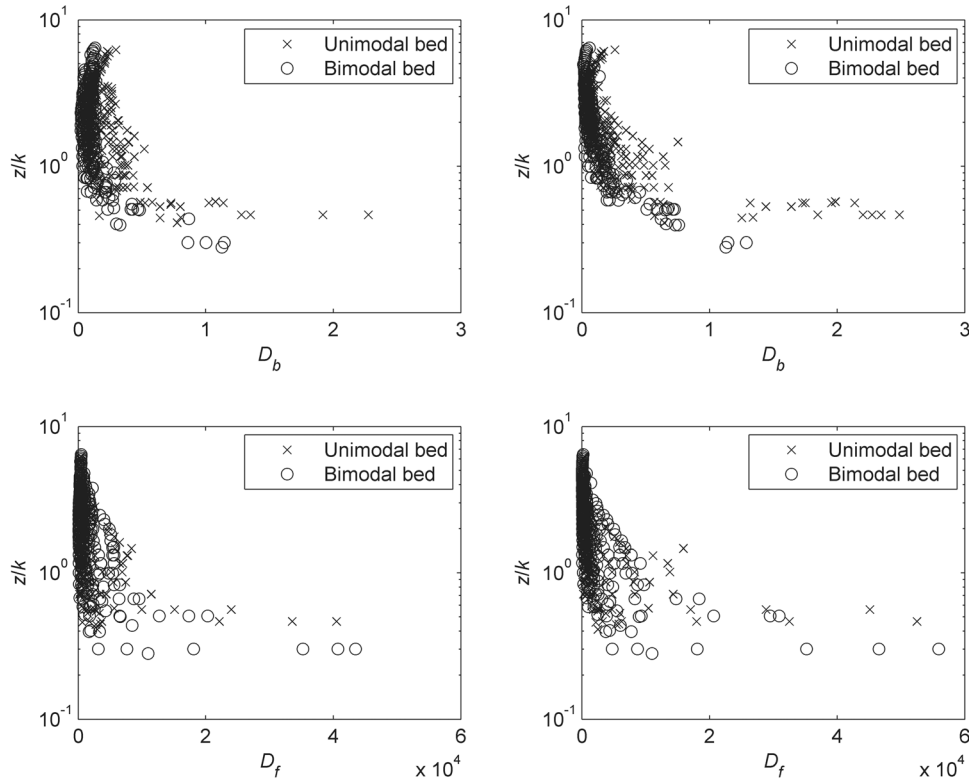 10^1
10^0
10^-1
z/k
0 1 2 3
D_b
× Unimodal bed
○ Bimodal bed
10^1
10^0
10^-1
z/k
0 1 2 3
D_b
× Unimodal bed
○ Bimodal bed
10^1
10^0
10^-1
z/k
0 2 4 6
D_f
x 10^4
× Unimodal bed
○ Bimodal bed
10^1
10^0
10^-1
z/k
0 2 4 6
D_f
x 10^4
× Unimodal bed
○ Bimodal bed